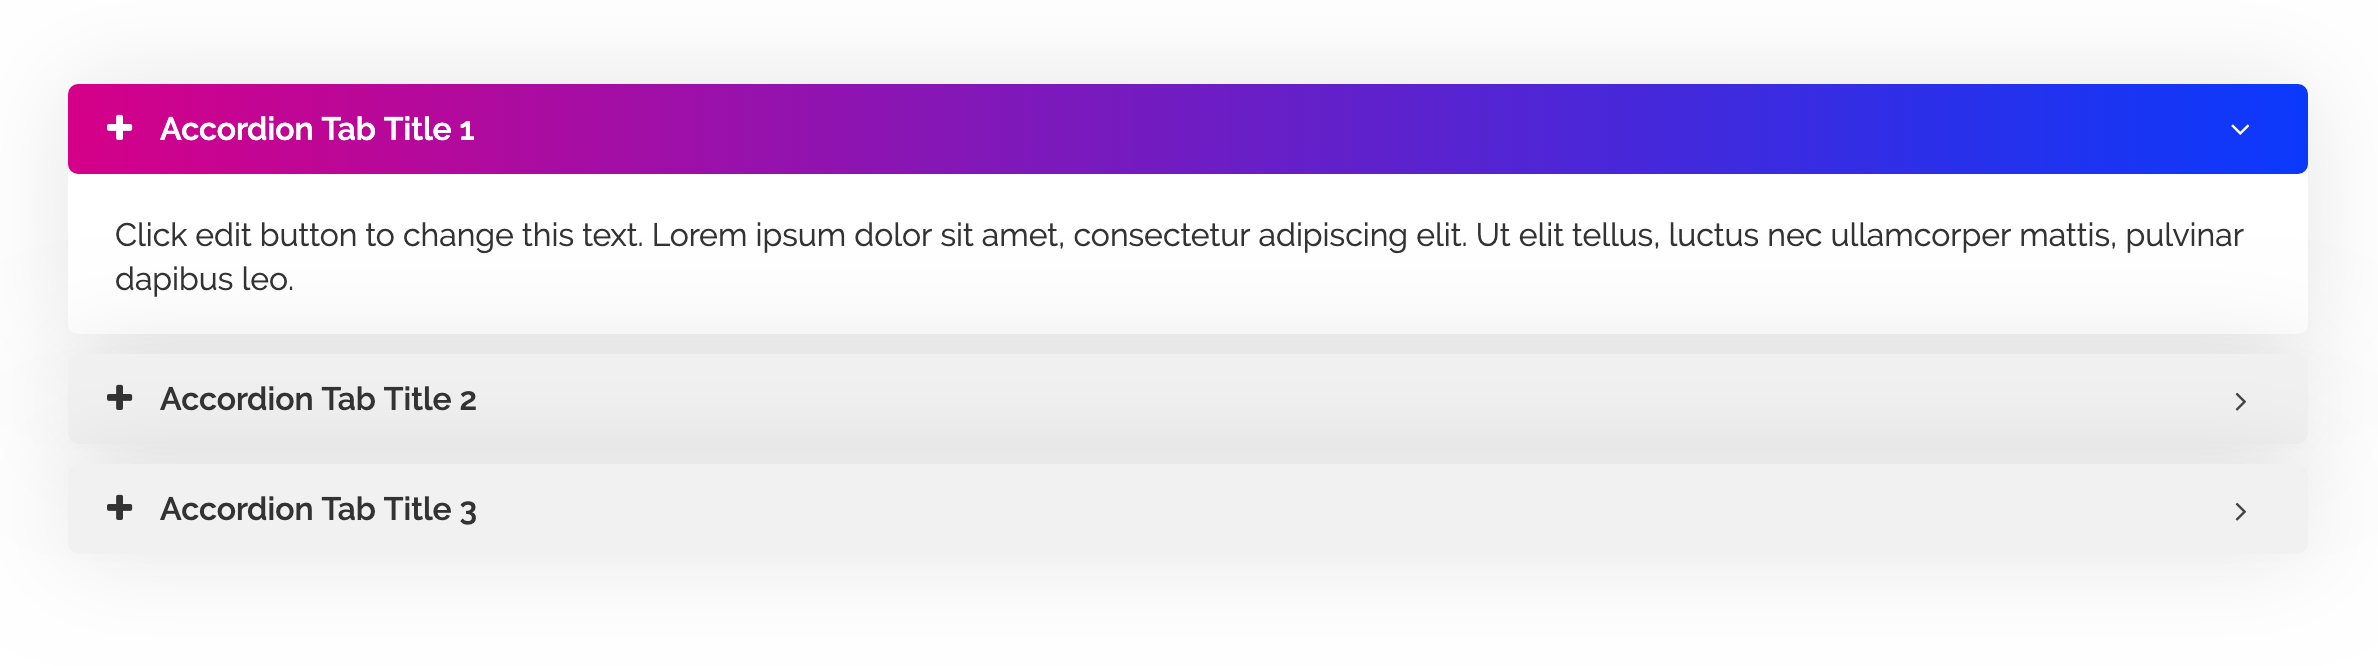 Accordion Tab Title 1
Click edit button to change this text. Lorem ipsum dolor sit amet, consectetur adipiscing elit. Ut elit tellus, luctus nec ullamcorper mattis, pulvinar
dapibus leo.
Accordion Tab Title 2
Accordion Tab Title 3